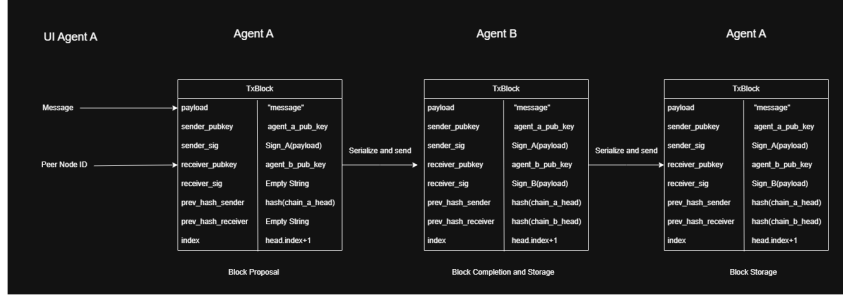 UI Agent A
Agent A
Agent B
Agent A
Message
Peer Node ID
TxBlock
payload "message"
sender_pubkey agent_a_pub_key
sender_sig Sign_A(payload)
receiver_pubkey agent_b_pub_key
receiver_sig Empty String
prev_hash_sender hash(chain_a_head)
prev_hash_receiver Empty String
index head.index+1
Block Proposal
Serialize and send
TxBlock
payload "message"
sender_pubkey agent_a_pub_key
sender_sig Sign_A(payload)
receiver_pubkey agent_b_pub_key
receiver_sig Sign_B(payload)
prev_hash_sender hash(chain_a_head)
prev_hash_receiver hash(chain_b_head)
index head.index+1
Block Completion and Storage
Serialize and send
TxBlock
payload "message"
sender_pubkey agent_a_pub_key
sender_sig Sign_A(payload)
receiver_pubkey agent_b_pub_key
receiver_sig Sign_B(payload)
prev_hash_sender hash(chain_a_head)
prev_hash_receiver hash(chain_b_head)
index head.index+1
Block Storage